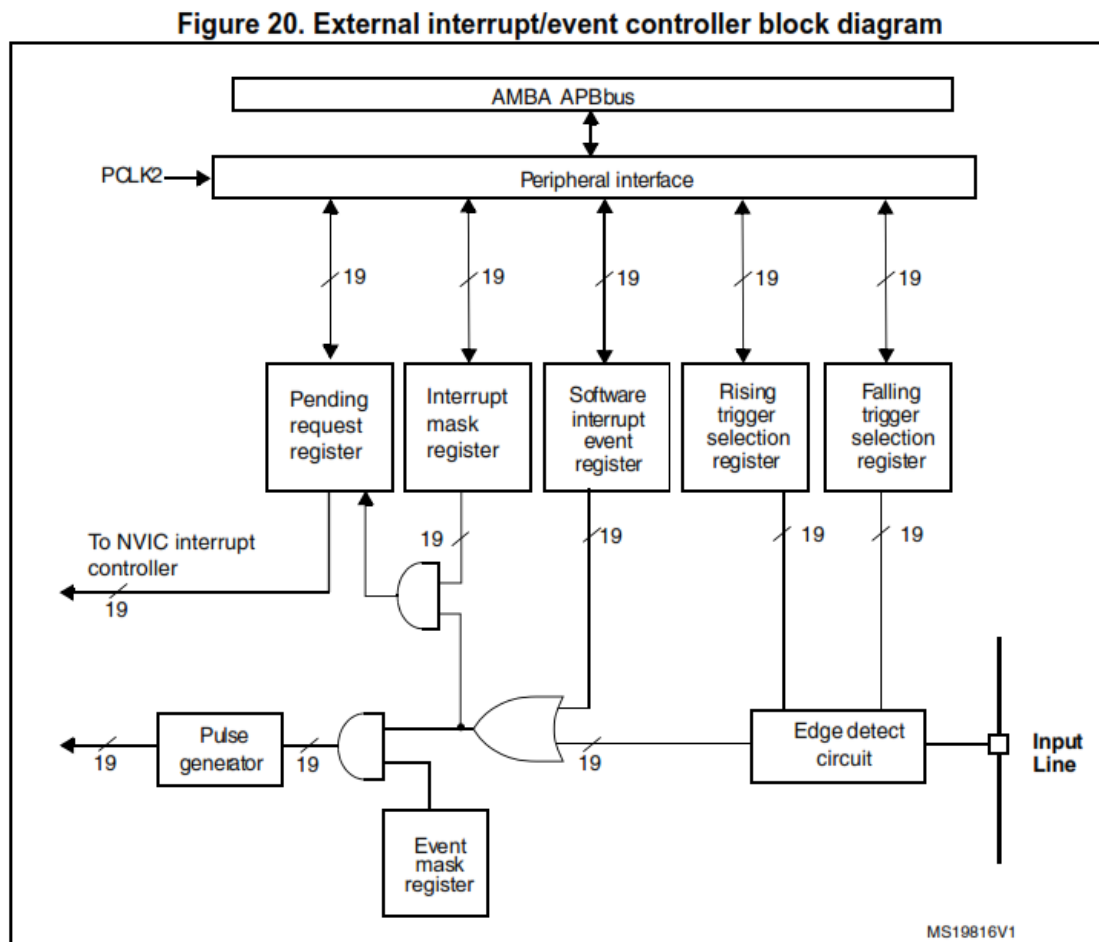 Figure 20. External interrupt/event controller block diagram
AMBA APB bus
PCLK2
Peripheral interface
19
19
19
19
19
Pending
request
register
Interrupt
mask
register
Software
interrupt
event
register
Rising
trigger
selection
register
Falling
trigger
selection
register
19
19
19
19
To NVIC interrupt
controller
19
Pulse
generator
19
19
19
Edge detect
circuit
Input
Line
Event
mask
register
MS19816V1